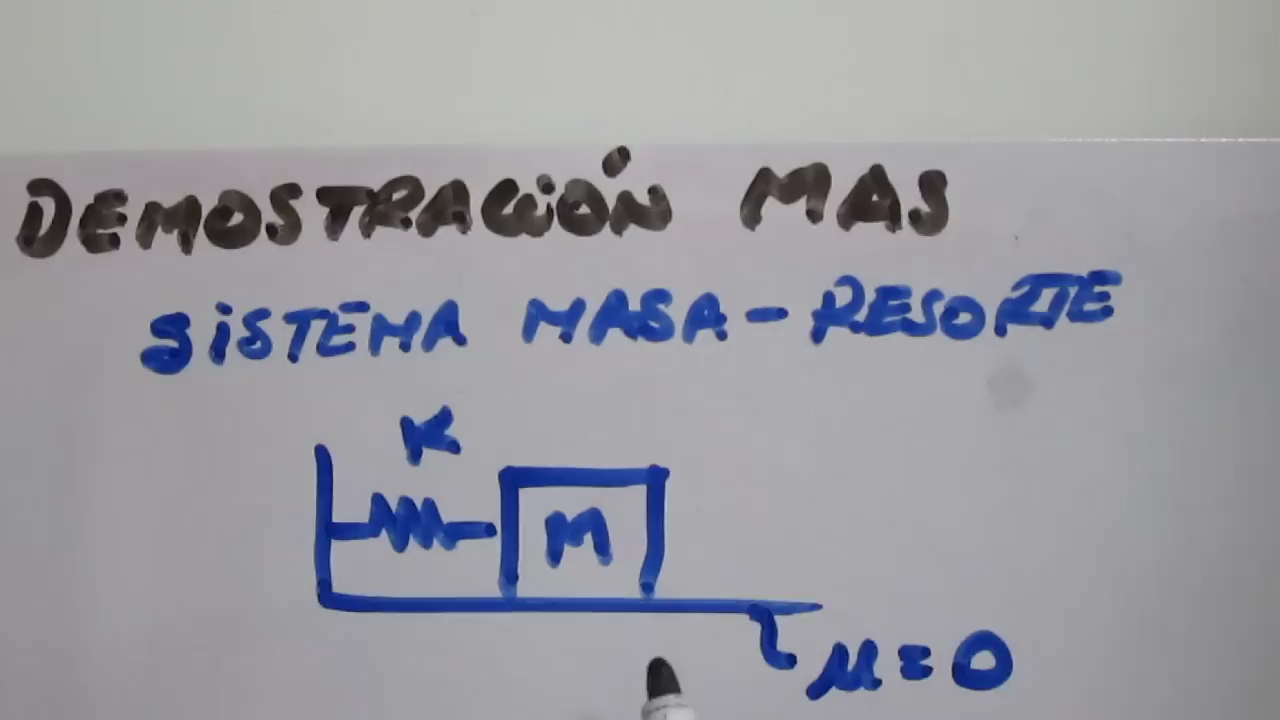 DEMOSTRACIÓN MAS
SISTEMA MASA-RESORTE
K
M
μ=0